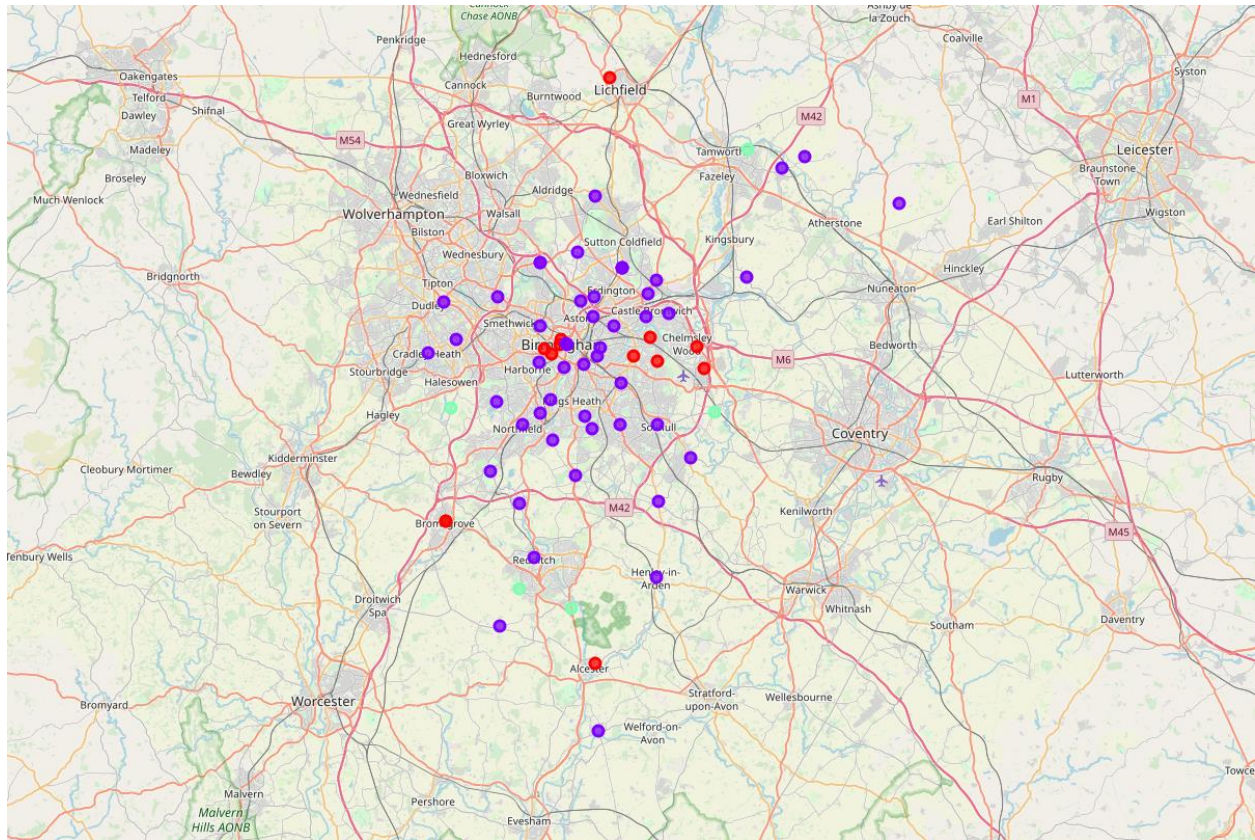 Cannock
Chase AONB
Ashby de
la Zouch
Penkridge
Coalville
Hednesford
Syston
Oakengates
Telford
Cannock
Lichfield
Burntwood
M1
Shifnal
Dawley
Great Wyrley
M42
M54
Madeley
Tamworth
Leicester
Broseley
Bloxwich
Fazeley
Braunstone
Town
Wednesfield
Aldridge
Much Wenlock
Wolverhampton
Walsall
Wigston
Bilston
Atherstone
Earl Shilton
Sutton Coldfield
Kingsbury
Wednesbury
Hinckley
Bridgnorth
Tipton
Nuneaton
Erdington
Dudley
Castle Bromwich
Smethwick
Aston
Chelmsley
Wood
Birmingham
Bedworth
Cradley Heath
M6
Stourbridge
Harborne
Lutterworth
Halesowen
Hagley
Kings Heath
Northfield
Solihull
Coventry
Kidderminster
Cleobury Mortimer
Bewdley
Rugby
Stourport
on Severn
M42
Kenilworth
Bromsgrove
M45
Tenbury Wells
Redditch
Henley-in-
Arden
Warwick
Droitwich
Spa
Whitnash
Southam
Daventry
Alcester
Worcester
Stratford-
upon-Avon
Wellesbourne
Bromyard
Welford-on-
Avon
Towce
Malvern
Pershore
Malvern
Hills AONB
Evesham